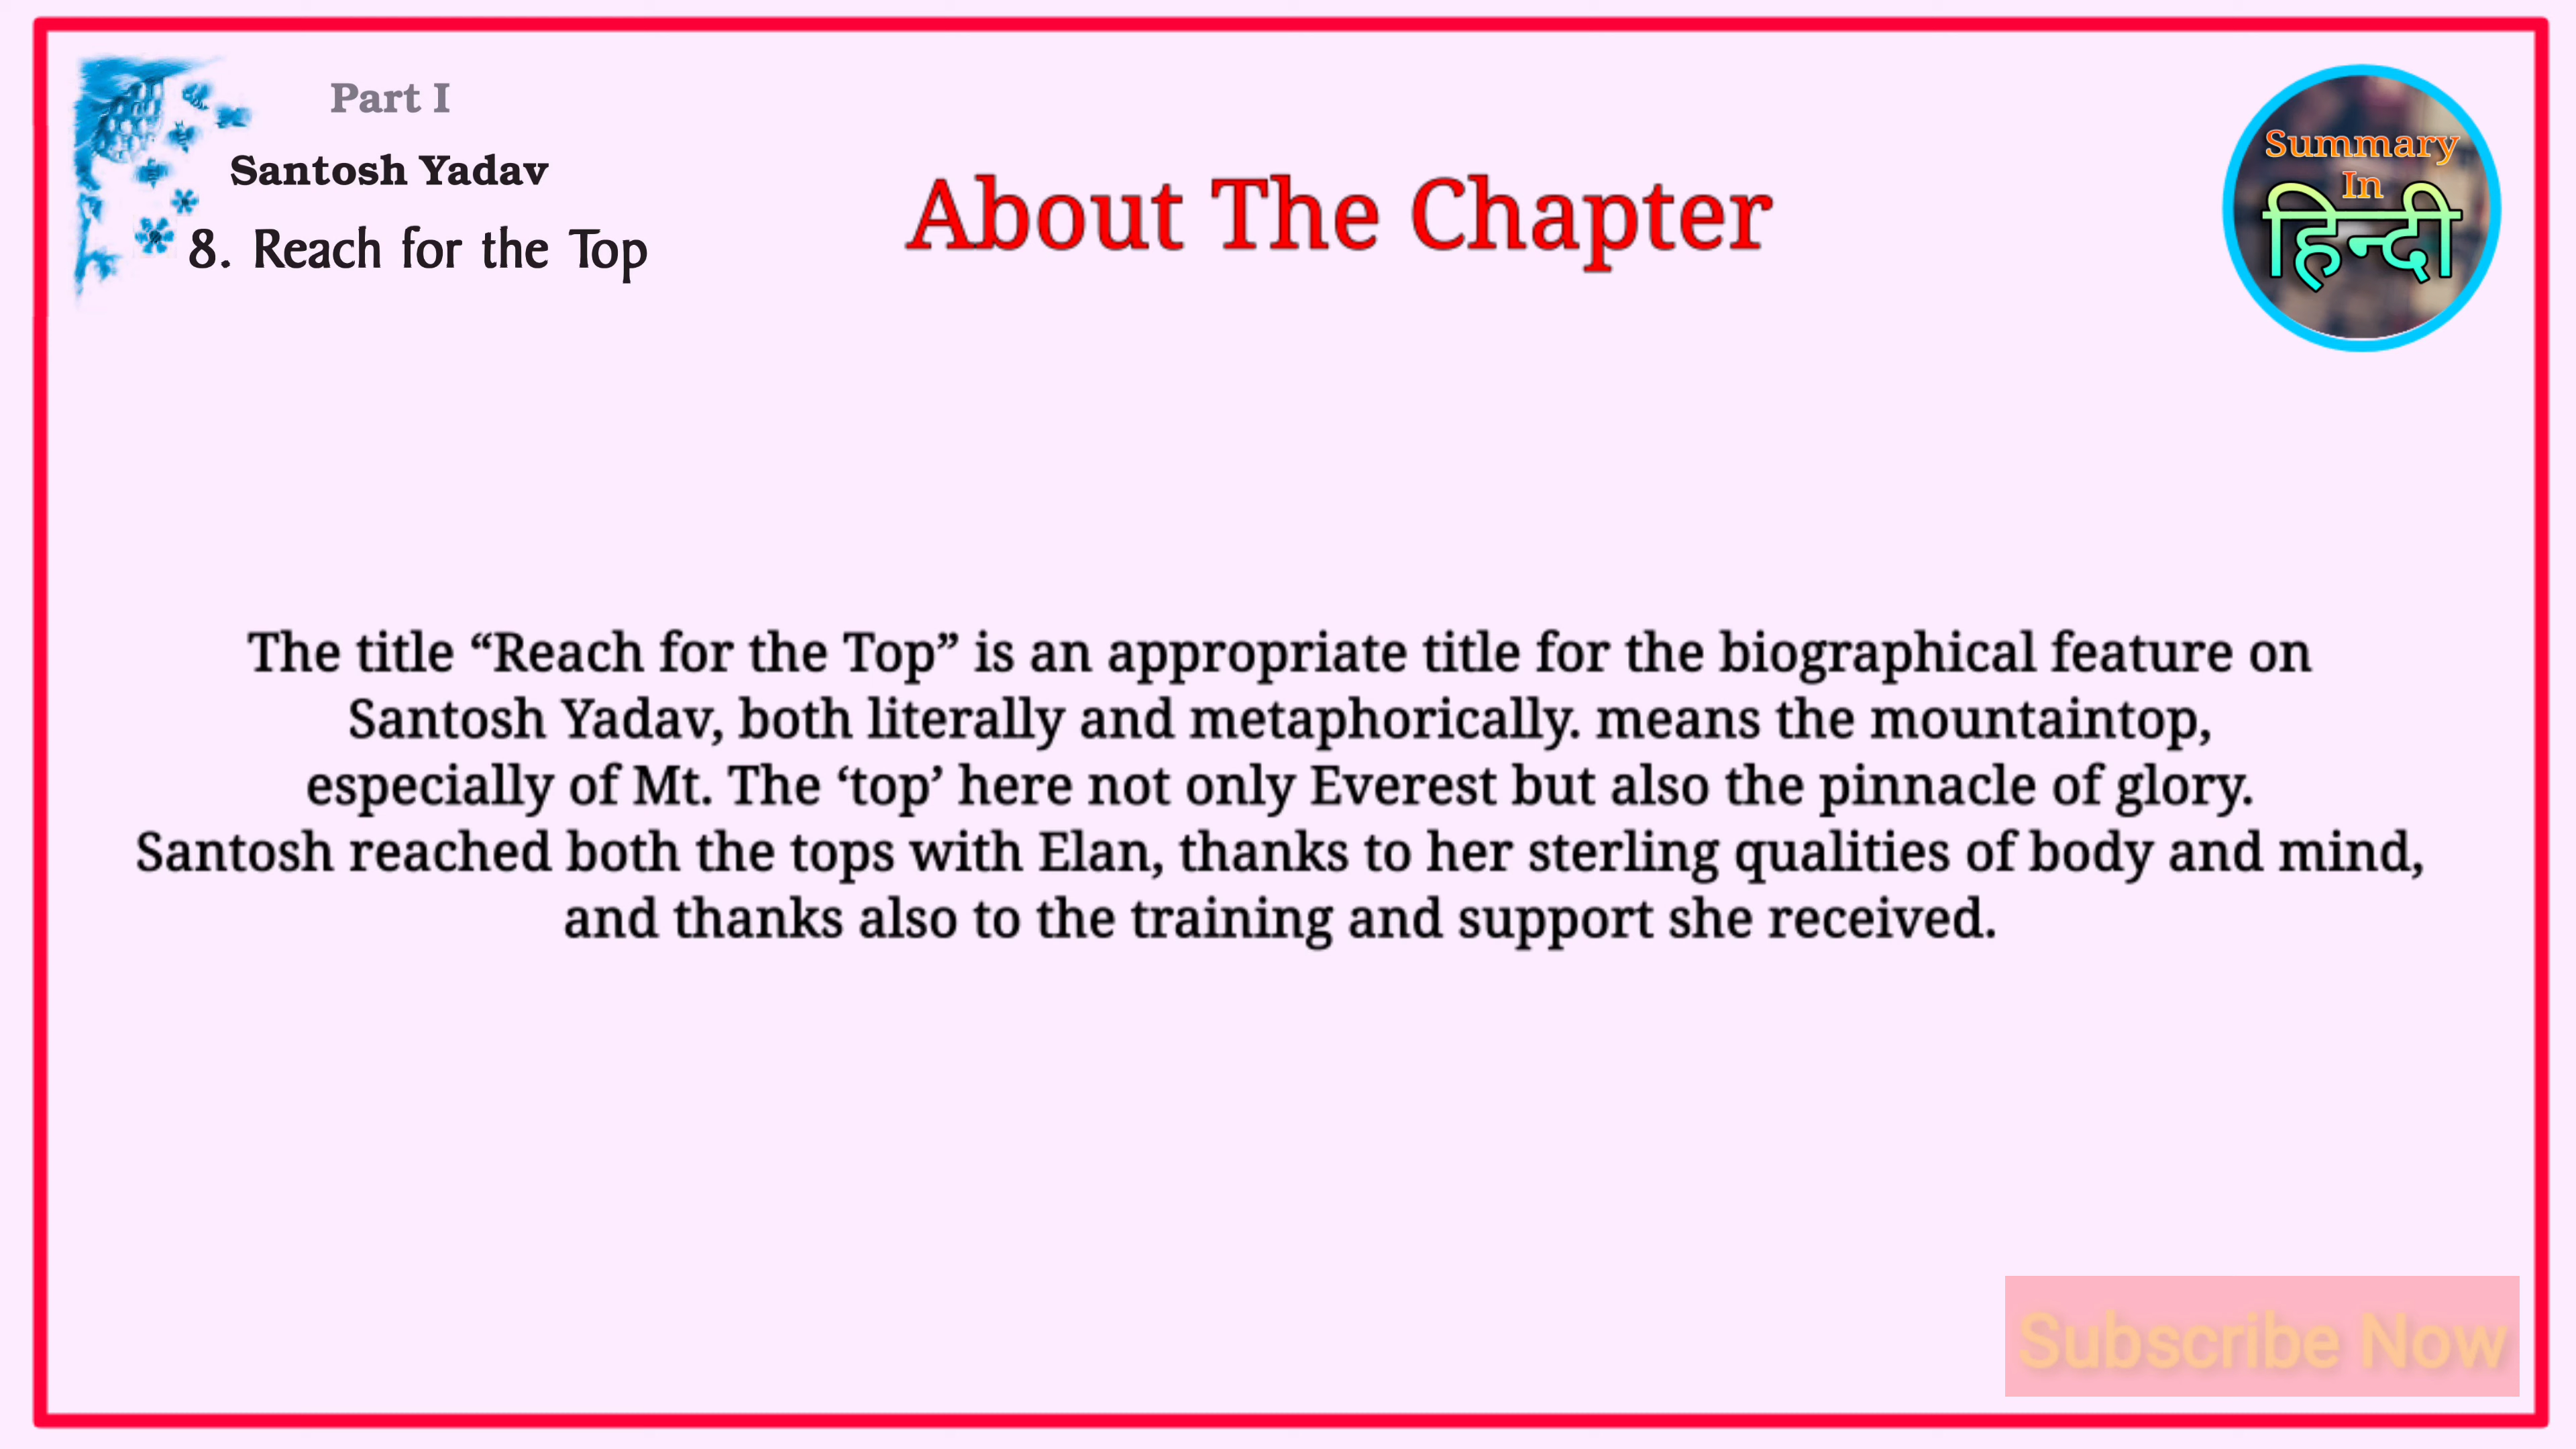 Part I
Santosh Yadav
8. Reach for the Top
About The Chapter
Summary
In
हिन्दी
The title “Reach for the Top” is an appropriate title for the biographical feature on
Santosh Yadav, both literally and metaphorically. means the mountaintop,
especially of Mt. The ‘top’ here not only Everest but also the pinnacle of glory.
Santosh reached both the tops with Elan, thanks to her sterling qualities of body and mind,
and thanks also to the training and support she received.
Subscribe Now